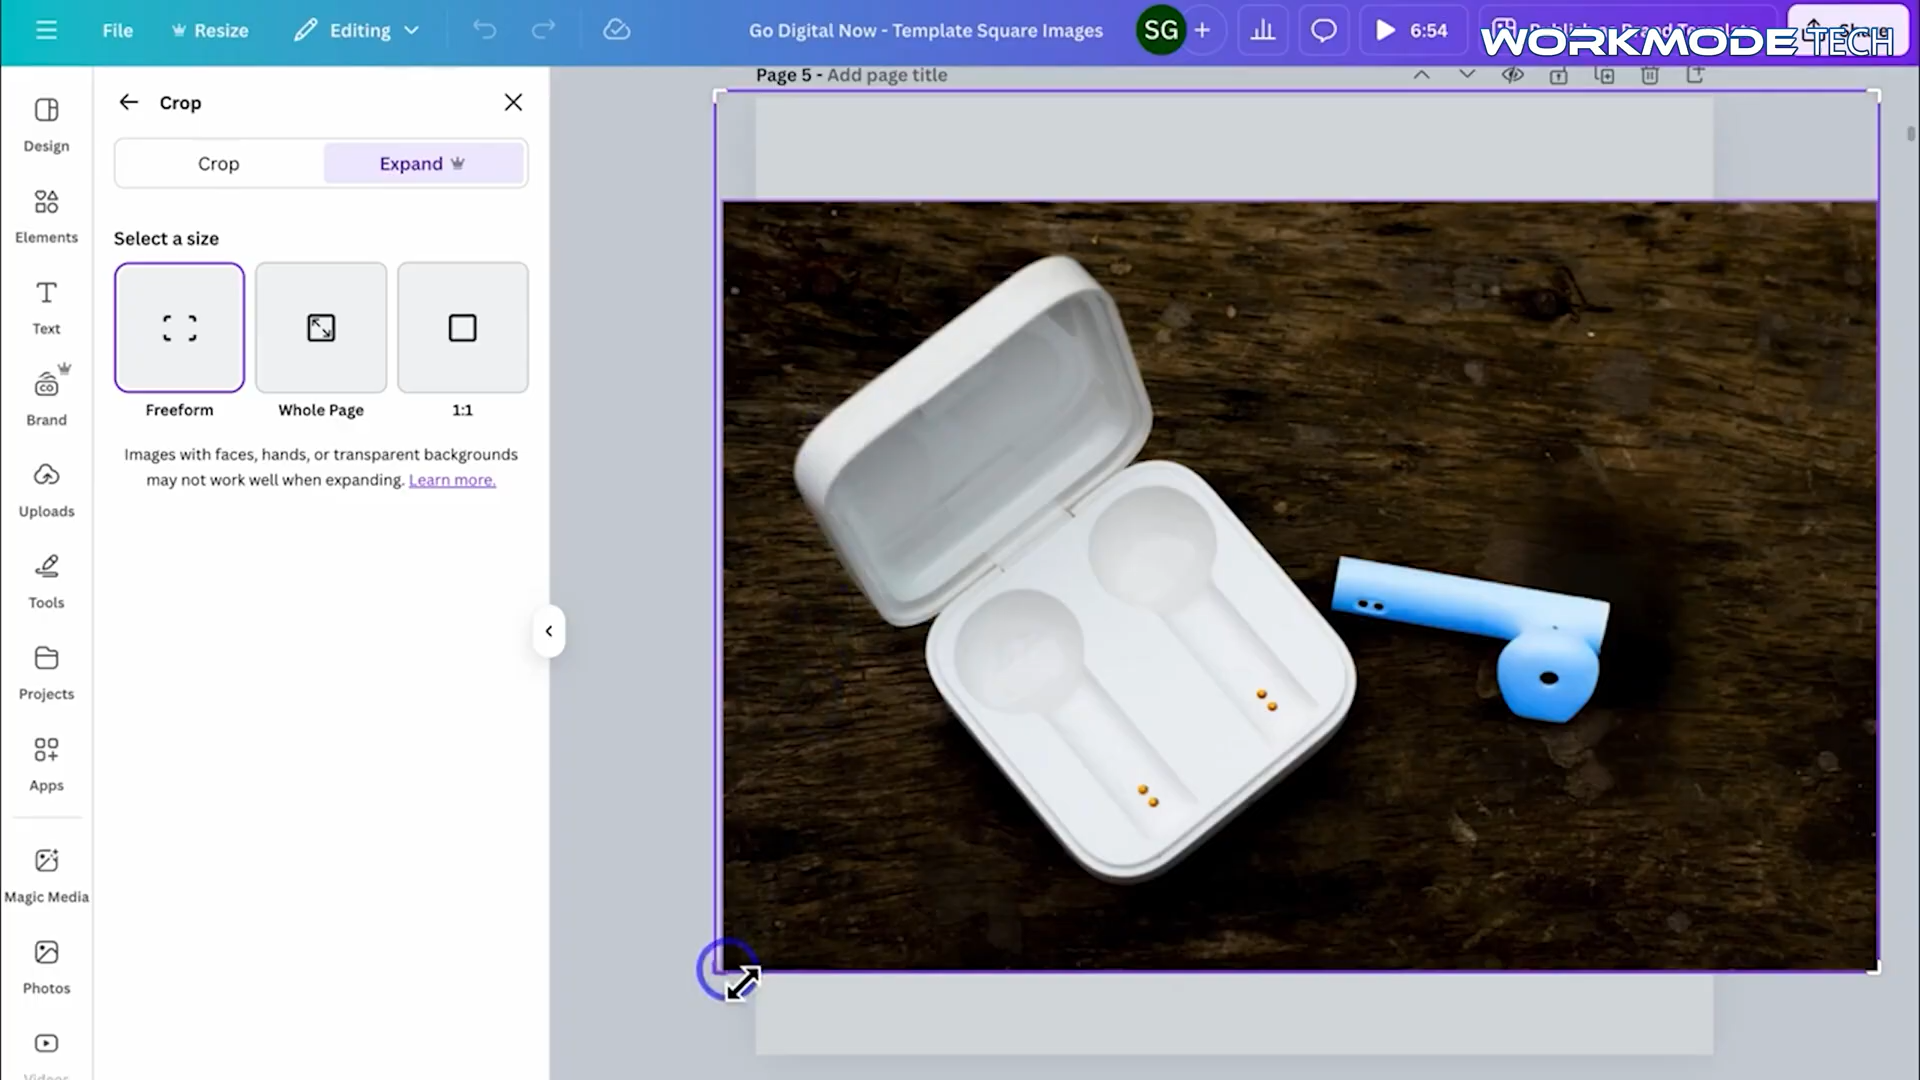 File
Resize
Editing
Go Digital Now - Template Square Images
SG
6:54
WORKMODE TECH
Page 5 - Add page title
Design
Elements
Text
Brand
Uploads
Tools
Projects
Apps
Magic Media
Photos
Videos
Crop
Crop
Expand
Select a size
Freeform
Whole Page
1:1
Images with faces, hands, or transparent backgrounds
may not work well when expanding. Learn more.